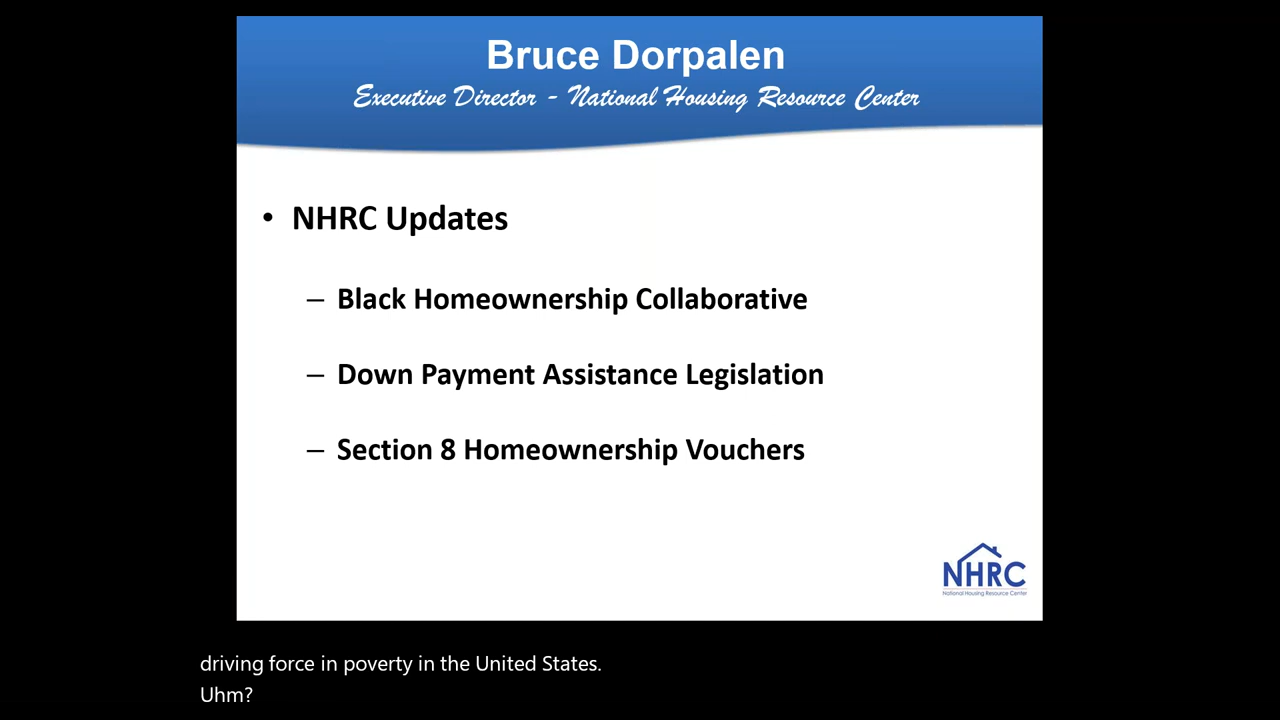 Bruce Dorpalen
Executive Director - National Housing Resource Center
• NHRC Updates
– Black Homeownership Collaborative
– Down Payment Assistance Legislation
– Section 8 Homeownership Vouchers
NHRC
National Housing Resource Center
driving force in poverty in the United States.
Uhm?